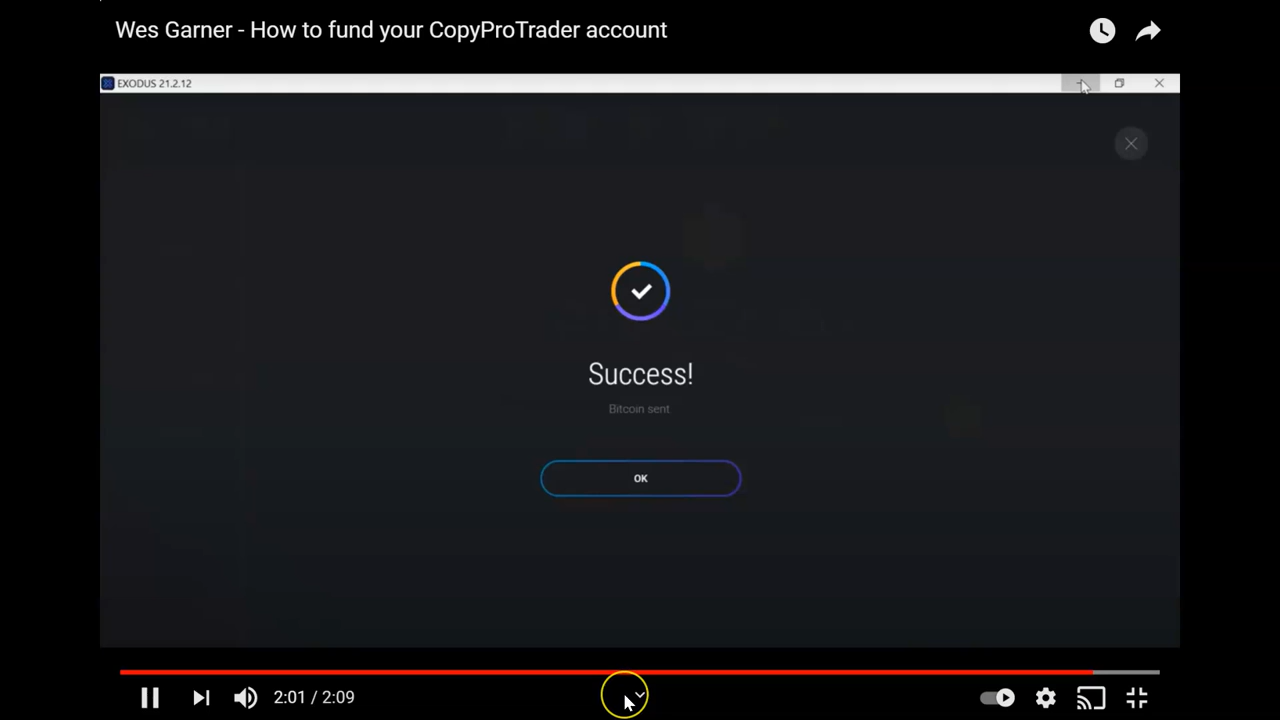 Wes Garner - How to fund your CopyProTrader account
EXODUS 21.2.12
Success!
Bitcoin sent
OK
2:01 / 2:09